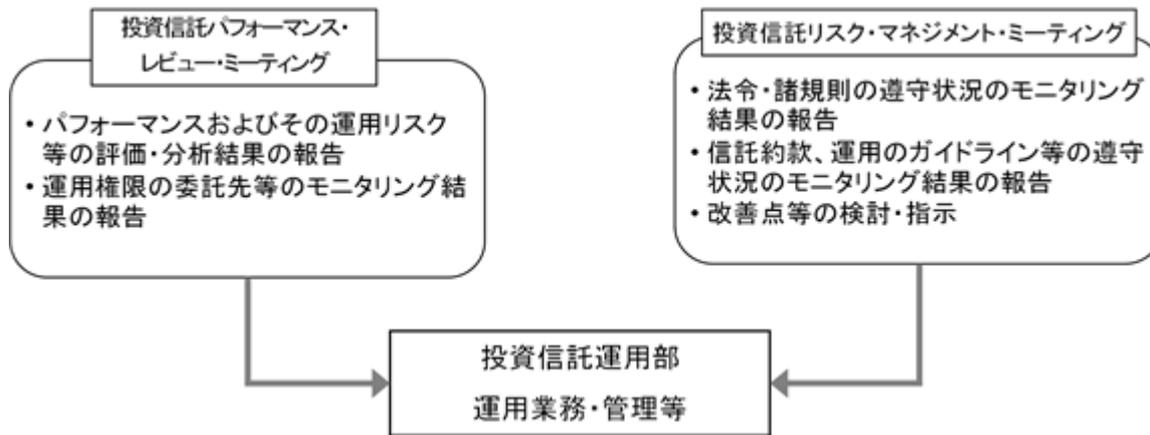 投資信託パフォーマンス・
レビュー・ミーティング
・パフォーマンスおよびその運用リスク
等の評価・分析結果の報告
・運用権限の委託先等のモニタリング結
果の報告
投資信託リスク・マネジメント・ミーティング
・法令・諸規則の遵守状況のモニタリング
結果の報告
・信託約款、運用のガイドライン等の遵守
状況のモニタリング結果の報告
・改善点等の検討・指示
投資信託運用部
運用業務・管理等